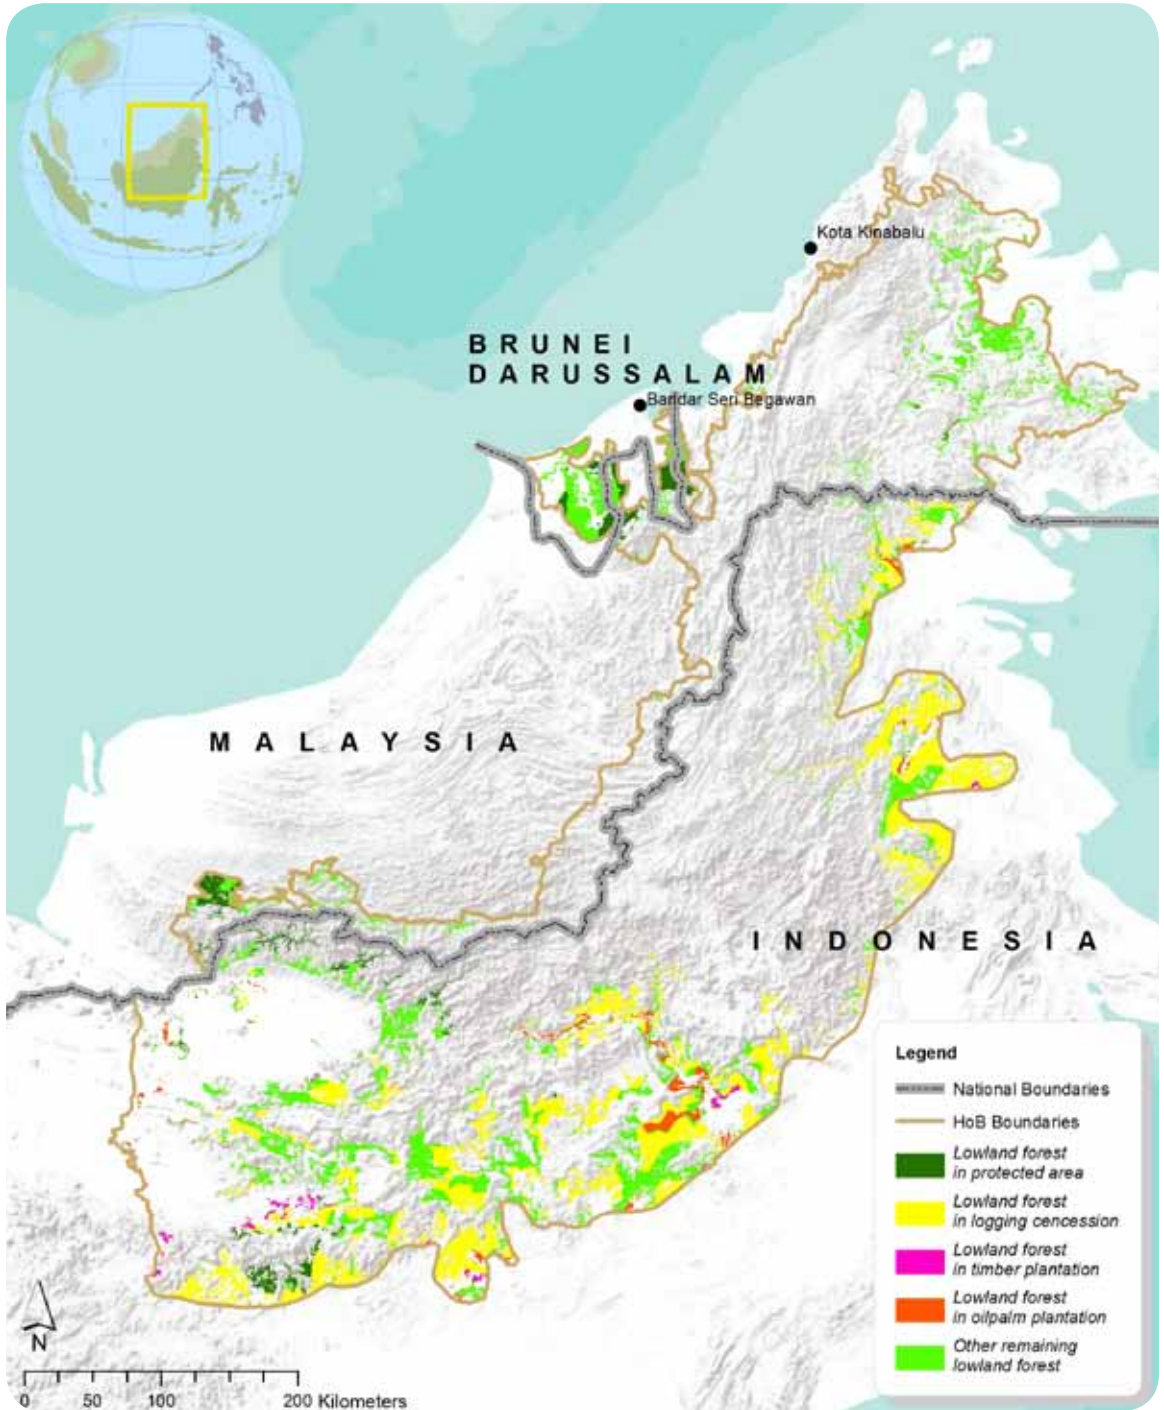 Kota Kinabalu
BRUNEI
DARUSSALAM
Bandar Seri Begawan
MALAYSIA
INDONESIA
Legend
National Boundaries
HoB Boundaries
Lowland forest
in protected area
Lowland forest
in logging cencession
Lowland forest
in timber plantation
Lowland forest
in oilpalm plantation
Other remaining
lowland forest
N
0 50 100 200 Kilometers